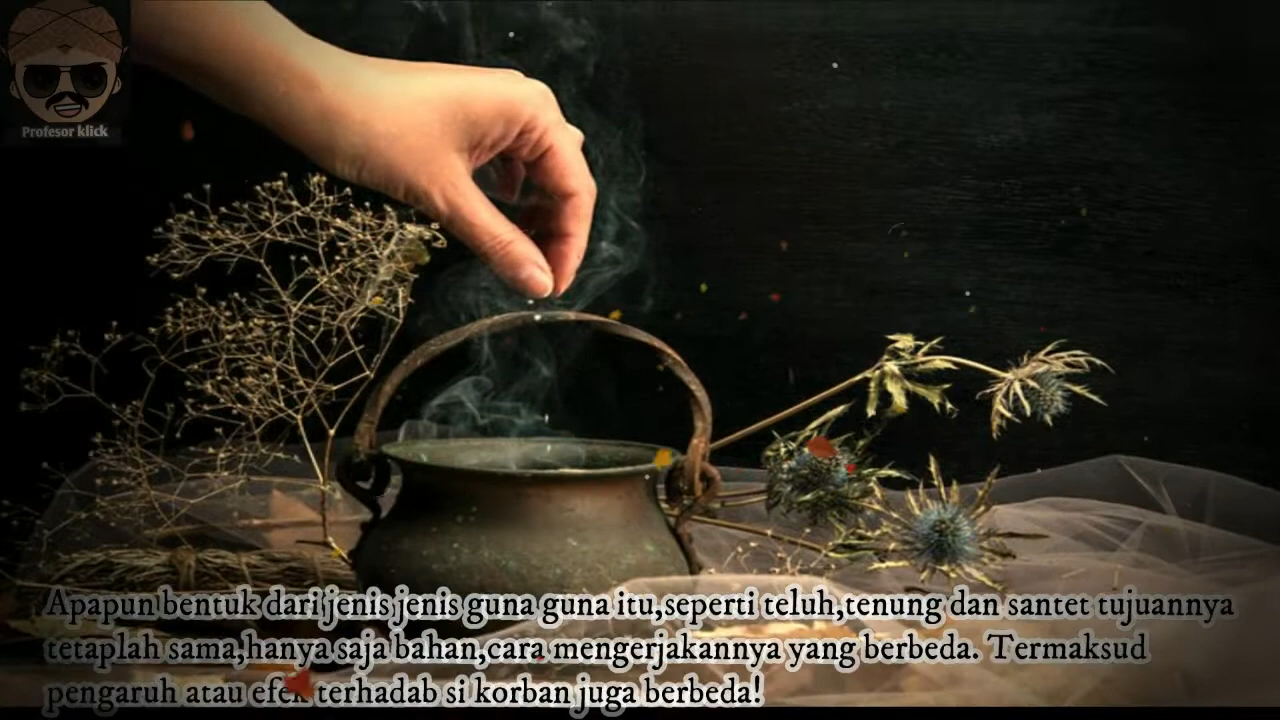 Profesor klick
Apapun bentuk dari jenis jenis guna guna itu,seperti teluh,tenung dan santet tujuannya
tetaplah sama,hanya saja bahan,cara mengerjakannya yang berbeda. Termaksud
pengaruh atau efek terhadab si korban juga berbeda!